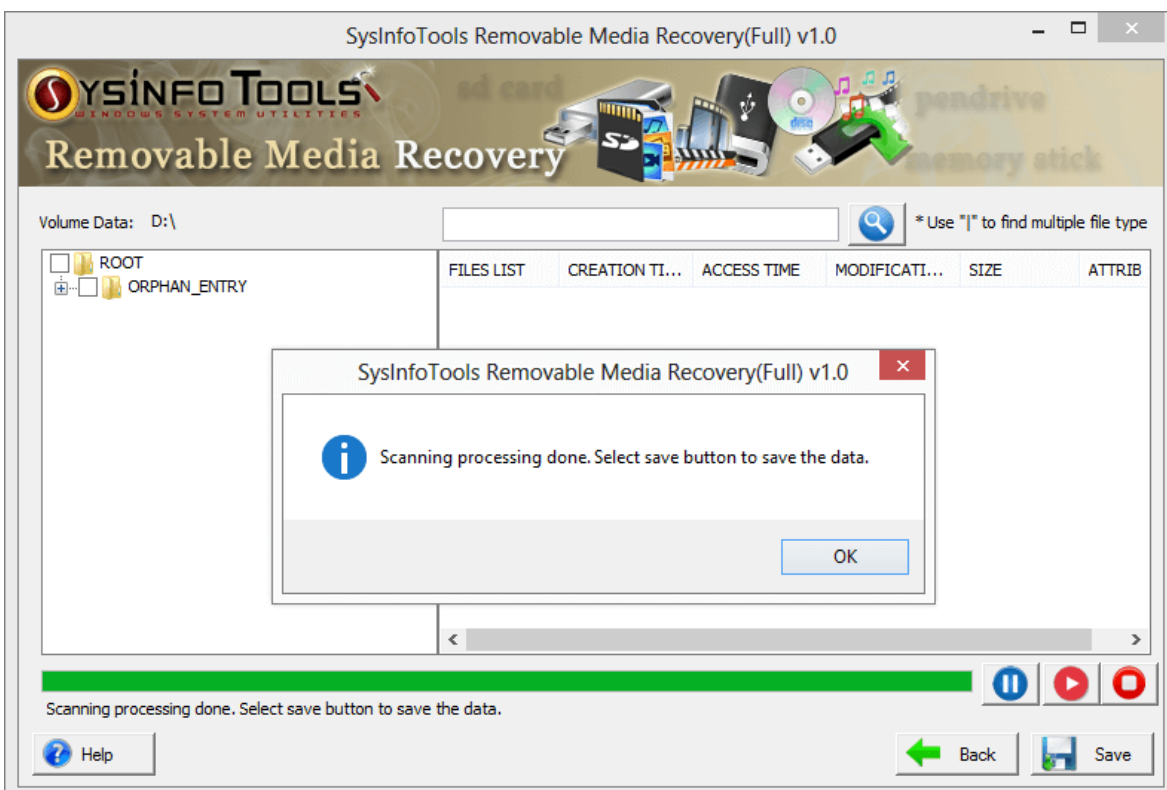 SysInfoTools Removable Media Recovery(Full) v1.0
SYSINFO TOOLS
WINDOWS SYSTEM UTILITIES
Removable Media Recovery
sd card
disc
pendrive
memory stick
Volume Data: D:\
* Use "|" to find multiple file type
ROOT
ORPHAN_ENTRY
FILES LIST CREATION TI... ACCESS TIME MODIFICATI... SIZE ATTRIB
SysInfoTools Removable Media Recovery(Full) v1.0
Scanning processing done. Select save button to save the data.
OK
Scanning processing done. Select save button to save the data.
Help
Back
Save